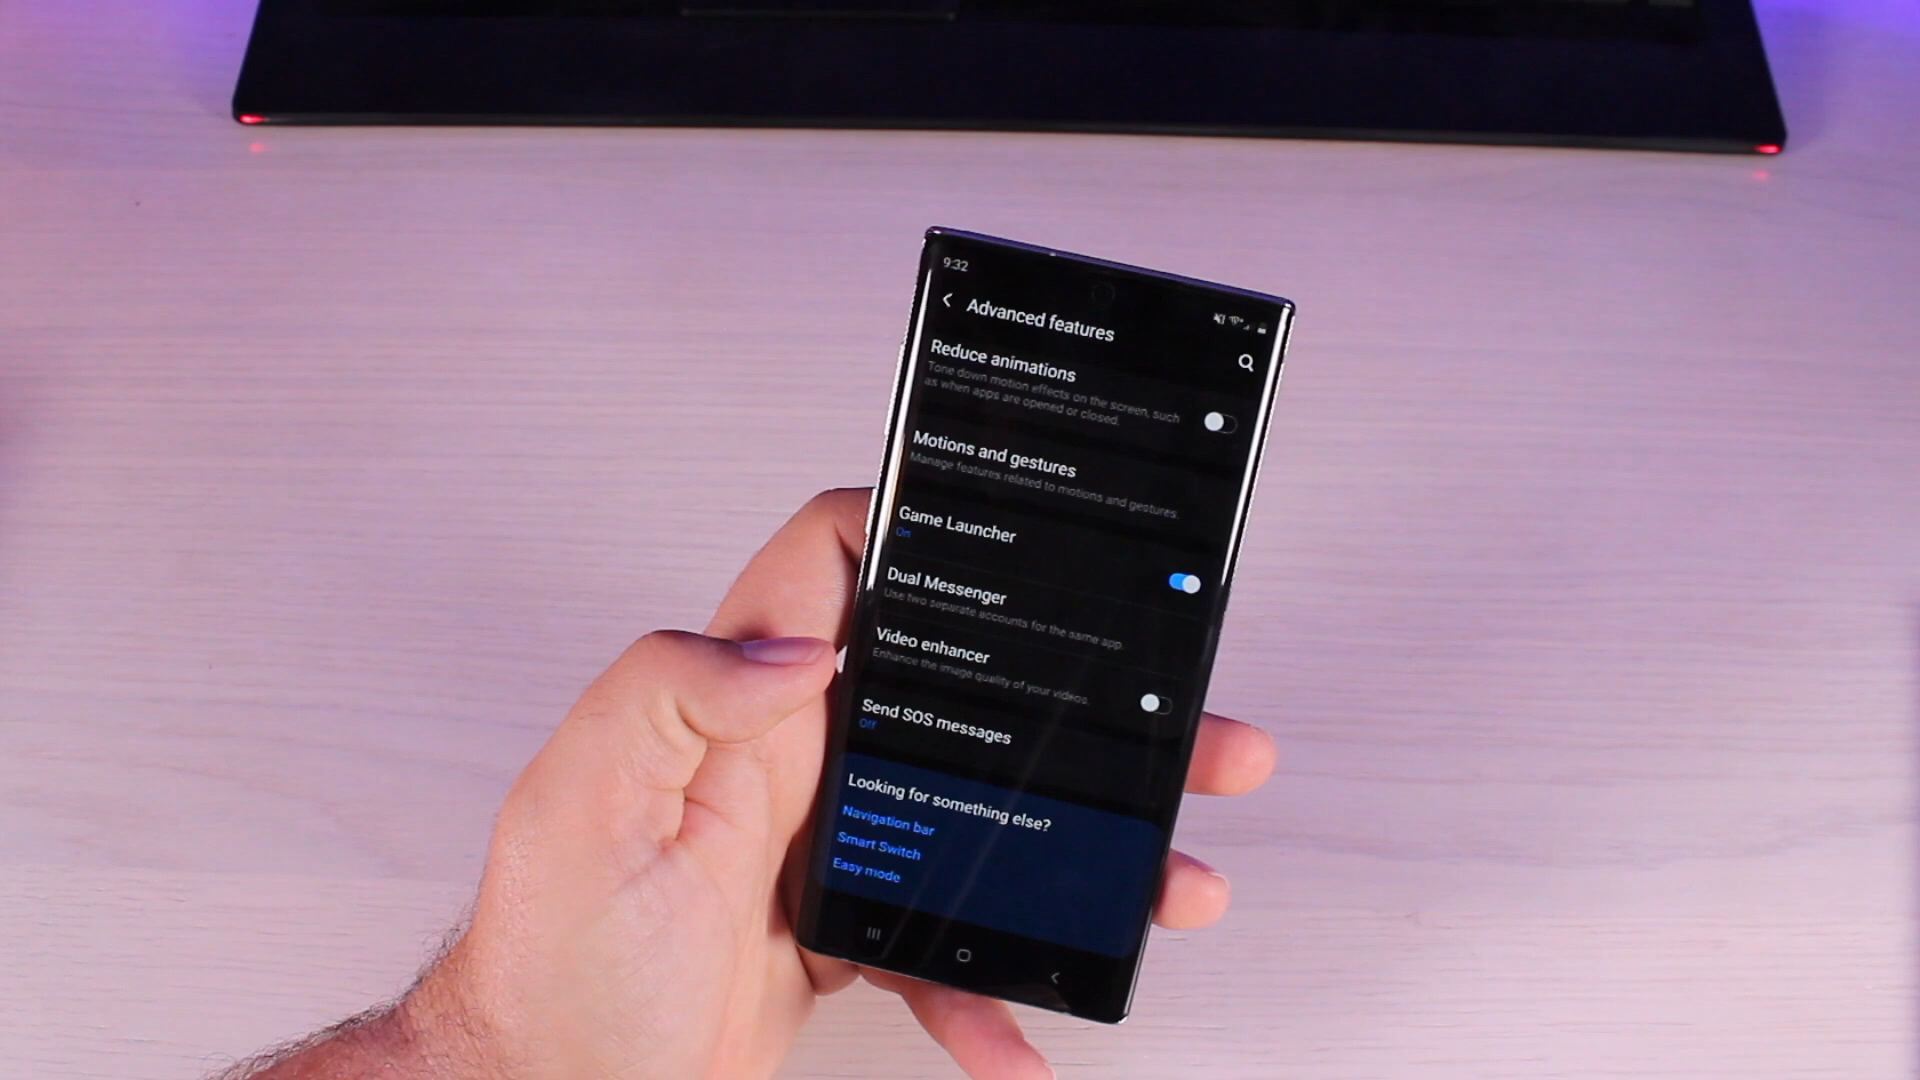 9:32
Advanced features
Reduce animations
Tone down motion effects on the screen, such
as when apps are opened or closed.
Motions and gestures
Manage features related to motions and gestures.
Game Launcher
On
Dual Messenger
Use two separate accounts for the same app.
Video enhancer
Enhance the image quality of your videos.
Send SOS messages
Off
Looking for something else?
Navigation bar
Smart Switch
Easy mode